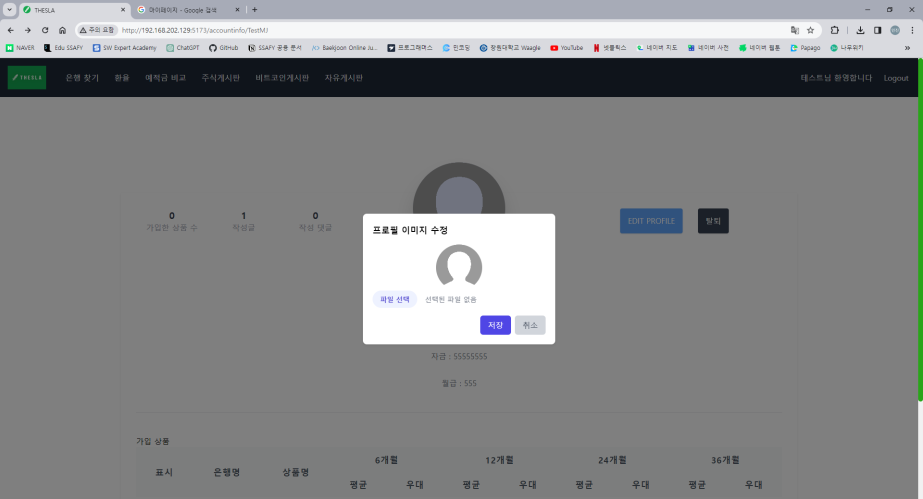 THESLA
마이페이지 - Google 검색
주의 요함 http://192.168.202.129:5173/accountinfo/TestMJ
NAVER Edu SSAFY SW Expert Academy ChatGPT GitHub SSAFY 공용 문서 Baekjoon Online Ju... 프로그래머스 민코딩 창원대학교 Waagle YouTube 넷플릭스 네이버 지도 네이버 사전 네이버 웹툰 Papago 나무위키
THESLA 은행 찾기 환율 예적금 비교 주식게시판 비트코인게시판 자유게시판 테스트님 환영합니다 Logout
0 1 0
가입한 상품 수 작성글 작성 댓글
EDIT PROFILE 탈퇴
프로필 이미지 수정
파일 선택 선택된 파일 없음
저장 취소
자금 : 55555555
월급 : 555
가입 상품
표시 은행명 상품명 6개월 12개월 24개월 36개월
평균 우대 평균 우대 평균 우대 평균 우대